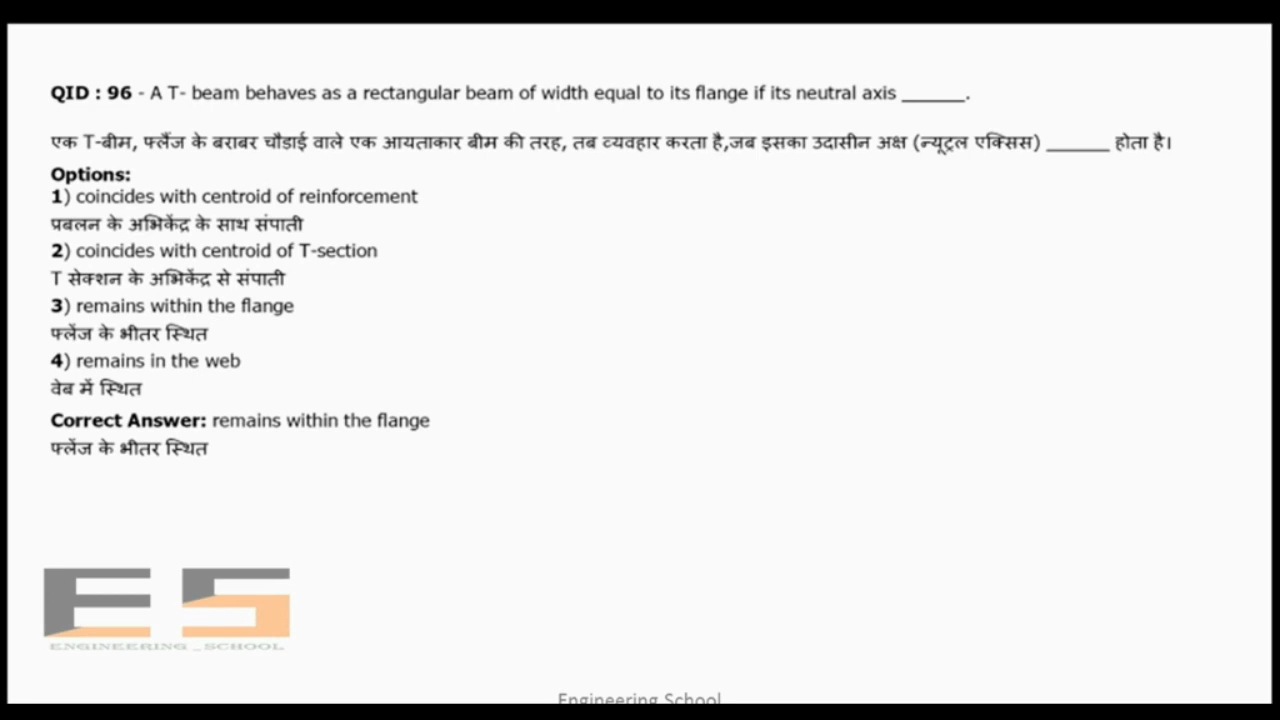 QID : 96 - A T- beam behaves as a rectangular beam of width equal to its flange if its neutral axis ______.
एक T-बीम, फ्लैंज के बराबर चौडाई वाले एक आयताकार बीम की तरह, तब व्यवहार करता है,जब इसका उदासीन अक्ष (न्यूट्रल एक्सिस) ______ होता है।
Options:
1) coincides with centroid of reinforcement
प्रबलन के अभिकेंद्र के साथ संपाती
2) coincides with centroid of T-section
T सेक्शन के अभिकेंद्र से संपाती
3) remains within the flange
फ्लेंज के भीतर स्थित
4) remains in the web
वेब में स्थित
Correct Answer: remains within the flange
फ्लेंज के भीतर स्थित
ES
ENGINEERING_SCHOOL
Engineering School